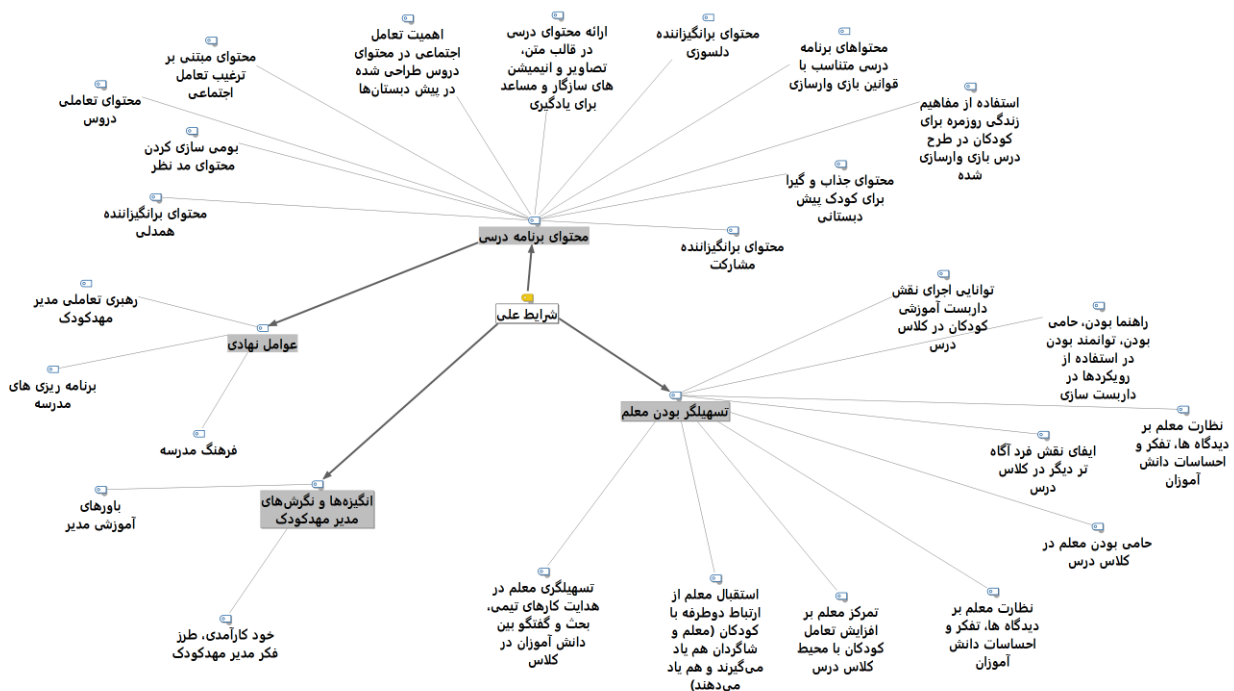 محتوای تعاملی
دروس
محتوای مبتنی بر
ترغیب تعامل
اجتماعی
اهمیت تعامل
اجتماعی در محتوای
دروس طراحی شده
در پیش دبستان‌ها
ارائه محتوای درسی
در قالب متن،
تصاویر و انیمیشن
های سازگار و مساعد
برای یادگیری
محتوای برانگیزاننده
دلسوزی
محتواهای برنامه
درسی متناسب با
قوانین بازی وارسازی
استفاده از مفاهیم
زندگی روزمره برای
کودکان در طرح
درس بازی وارسازی
شده
بومی سازی کردن
محتوای مد نظر
محتوای جذاب و گیرا
برای کودک پیش
دبستانی
محتوای برانگیزاننده
همدلی
محتوای برنامه درسی
محتوای برانگیزاننده
مشارکت
شرایط علی
رهبری تعاملی مدیر
مهدکودک
عوامل نهادی
برنامه ریزی های
مدرسه
فرهنگ مدرسه
انگیزه‌ها و نگرش‌های
مدیر مهدکودک
باورهای
آموزشی مدیر
خود کارآمدی، طرز
فکر مدیر مهدکودک
توانایی اجرای نقش
داربست آموزشی
کودکان در کلاس
درس
راهنما بودن، حامی
بودن، توانمند بودن
در استفاده از
رویکردها در
داربست سازی
تسهیلگر بودن معلم
نظارت معلم بر
دیدگاه ها، تفکر و
احساسات دانش
آموزان
ایفای نقش فرد آگاه
تر دیگر در کلاس
درس
حامی بودن معلم در
کلاس درس
تسهیلگری معلم در
هدایت کارهای تیمی،
بحث و گفتگو بین
دانش آموزان در
کلاس
استقبال معلم از
ارتباط دوطرفه با
کودکان (معلم و
شاگردان هم یاد
می‌گیرند و هم یاد
می‌دهند)
تمرکز معلم بر
افزایش تعامل
کودکان با محیط
کلاس درس
نظارت معلم بر
دیدگاه ها، تفکر و
احساسات دانش
آموزان